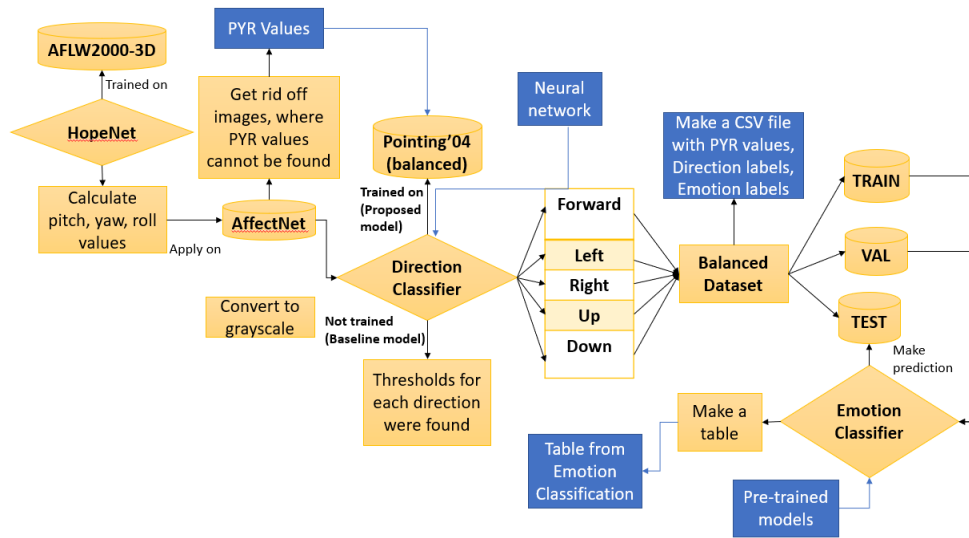 AFLW2000-3D
Trained on
HopeNet
Calculate
pitch, yaw, roll
values
Apply on
PYR Values
Get rid off
images, where
PYR values
cannot be
found
AffectNet
Convert to
grayscale
Pointing'04
(balanced)
Trained on
(Proposed
model)
Neural
network
Direction
Classifier
Not trained
(Baseline model)
Thresholds for
each direction
were found
Forward
Left
Right
Up
Down
Make a CSV file
with PYR values,
Direction labels,
Emotion labels
Balanced
Dataset
TRAIN
VAL
TEST
Make
prediction
Emotion
Classifier
Make a
table
Table from
Emotion
Classification
Pre-trained
models